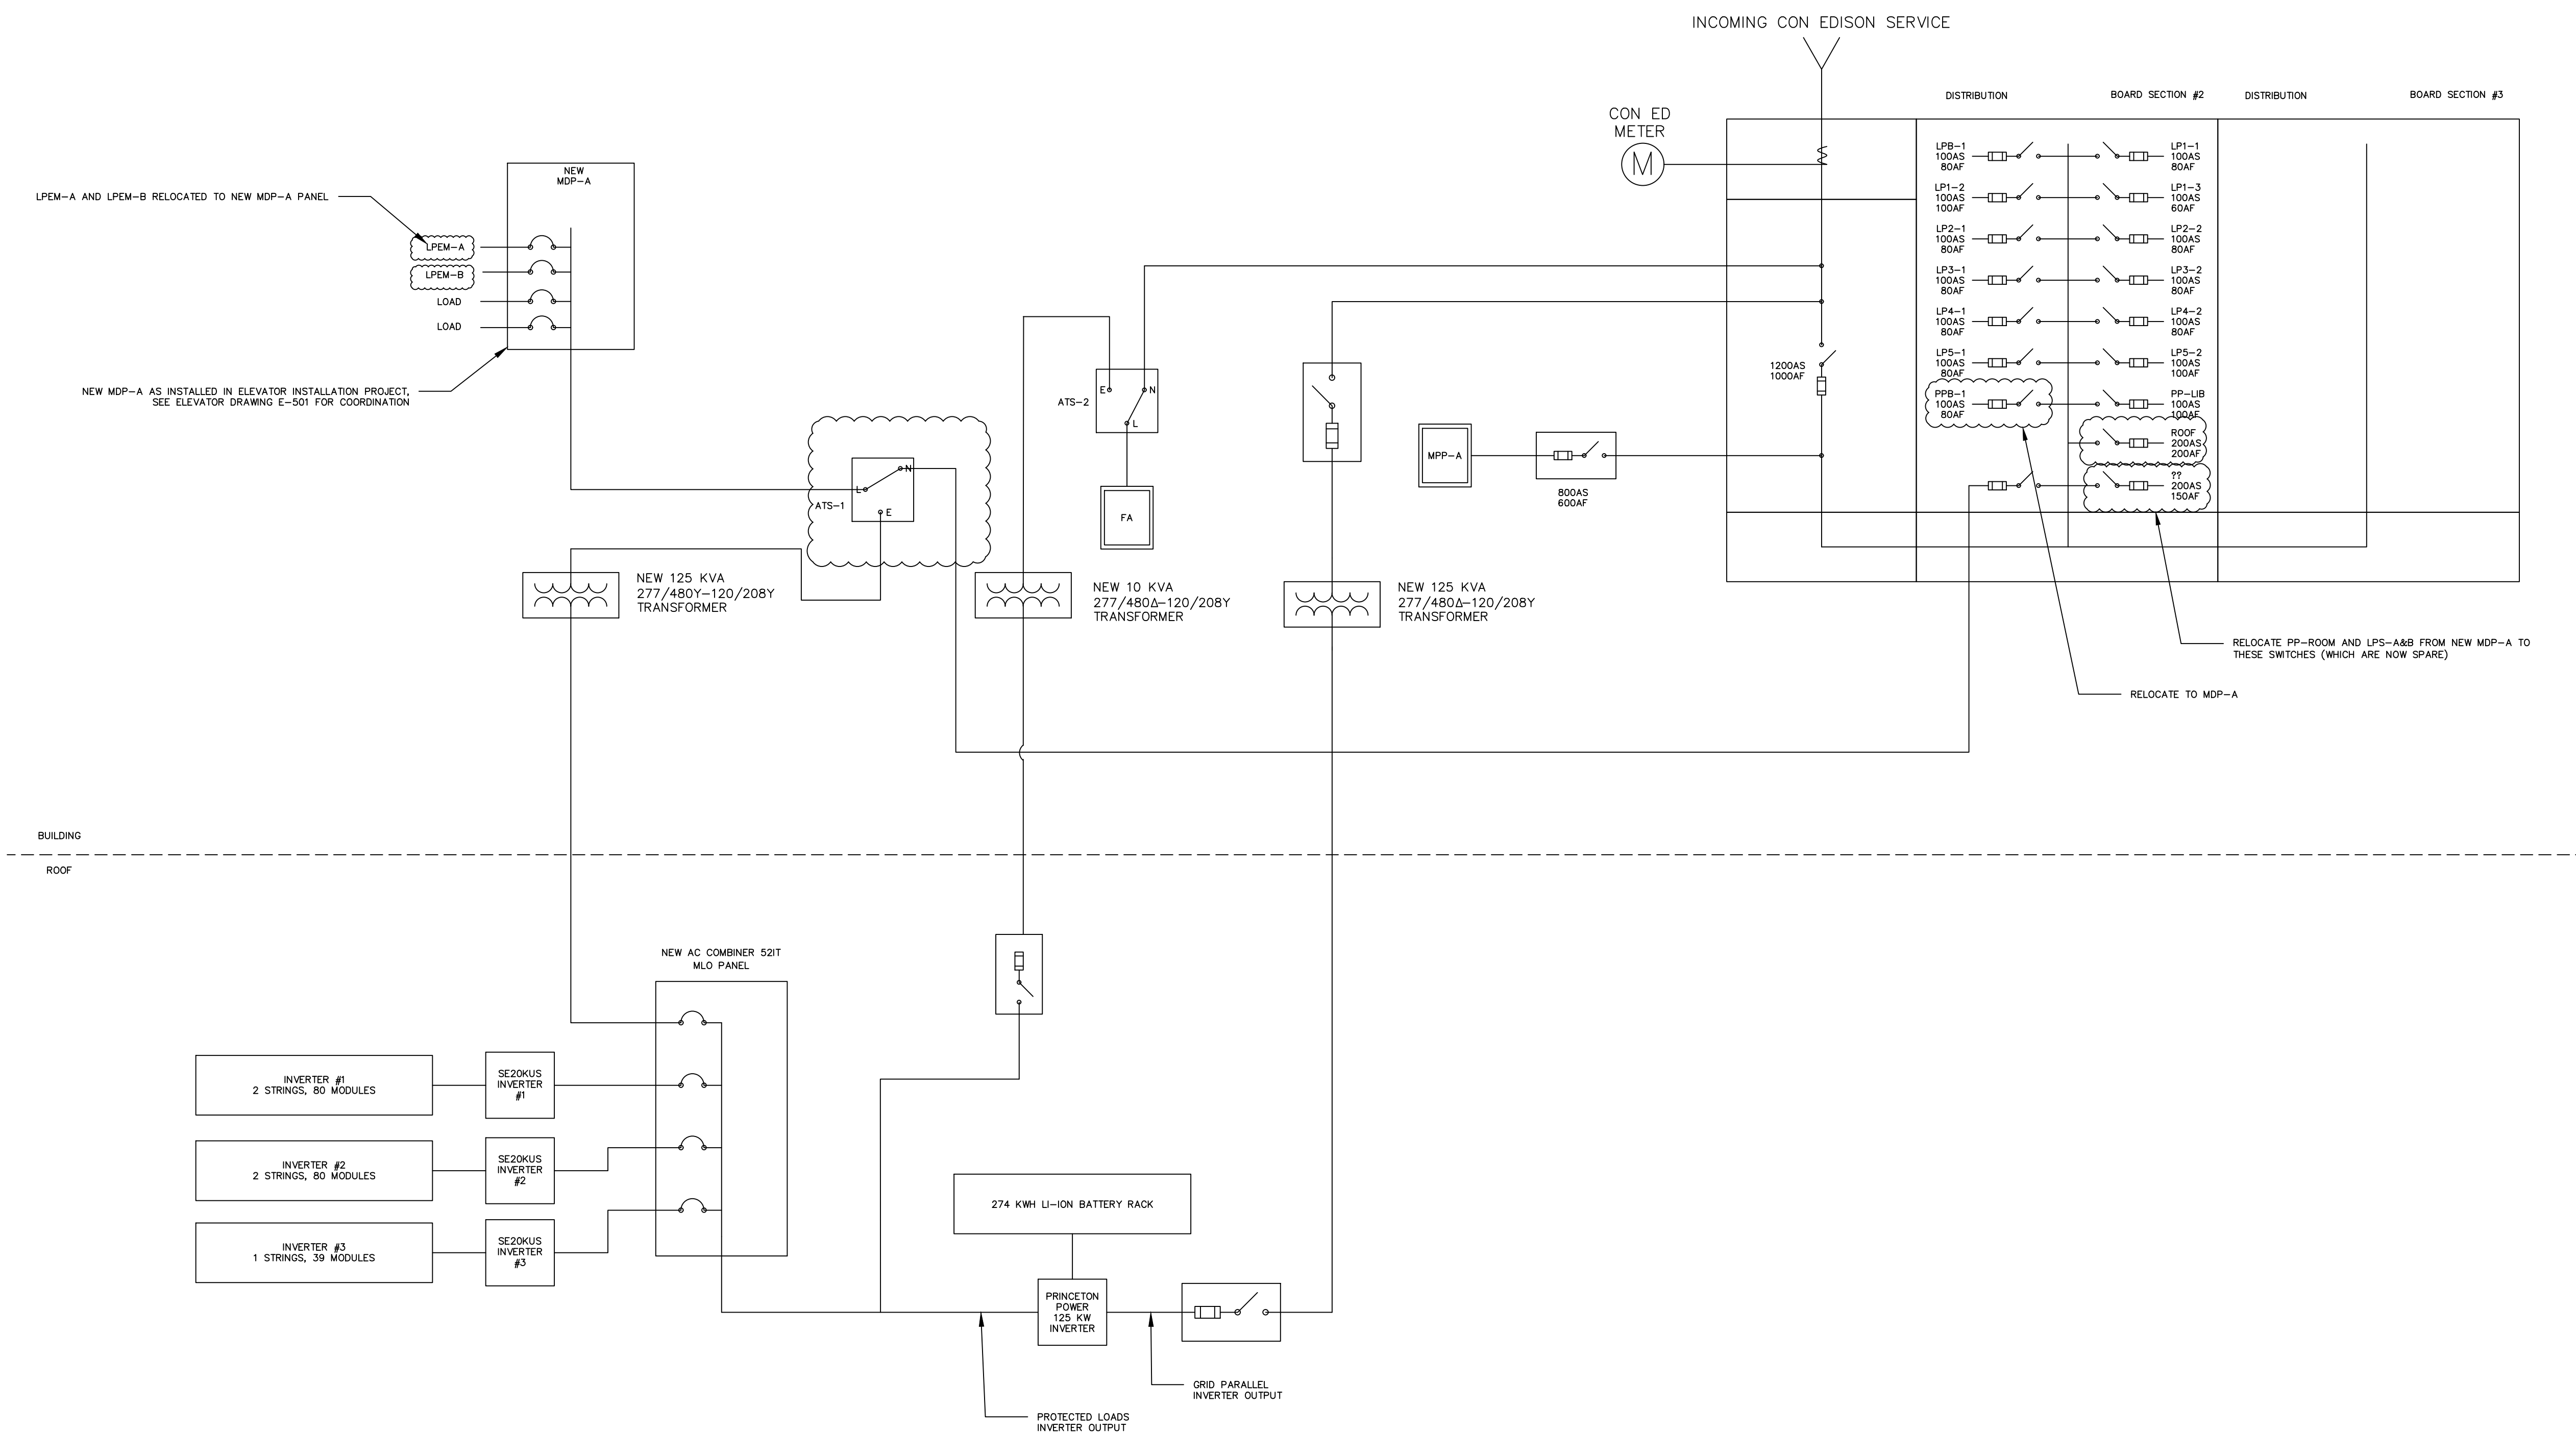 INCOMING CON EDISON SERVICE
DISTRIBUTION
BOARD SECTION #2
DISTRIBUTION
BOARD SECTION #3
CON ED
METER
M
LPB-1
100AS
80AF
LP1-1
100AS
80AF
LP1-2
100AS
100AF
LP1-3
100AS
60AF
LP2-1
100AS
80AF
LP2-2
100AS
80AF
LP3-1
100AS
80AF
LP3-2
100AS
80AF
LP4-1
100AS
80AF
LP4-2
100AS
80AF
LP5-1
100AS
80AF
LP5-2
100AS
100AF
PPB-1
100AS
80AF
PP-LIB
100AS
100AF
ROOF
200AS
200AF
??
200AS
150AF
1200AS
1000AF
NEW
MDP-A
LPEM-A AND LPEM-B RELOCATED TO NEW MDP-A PANEL
LPEM-A
LPEM-B
LOAD
LOAD
NEW MDP-A AS INSTALLED IN ELEVATOR INSTALLATION PROJECT,
SEE ELEVATOR DRAWING E-501 FOR COORDINATION
ATS-2
E
N
L
FA
MPP-A
800AS
600AF
ATS-1
L
N
E
NEW 125 KVA
277/480Y-120/208Y
TRANSFORMER
NEW 10 KVA
277/480Δ-120/208Y
TRANSFORMER
NEW 125 KVA
277/480Δ-120/208Y
TRANSFORMER
RELOCATE PP-ROOM AND LPS-A&B FROM NEW MDP-A TO
THESE SWITCHES (WHICH ARE NOW SPARE)
RELOCATE TO MDP-A
BUILDING
ROOF
NEW AC COMBINER 52IT
MLO PANEL
INVERTER #1
2 STRINGS, 80 MODULES
SE20KUS
INVERTER
#1
INVERTER #2
2 STRINGS, 80 MODULES
SE20KUS
INVERTER
#2
INVERTER #3
1 STRINGS, 39 MODULES
SE20KUS
INVERTER
#3
274 KWH LI-ION BATTERY RACK
PRINCETON
POWER
125 KW
INVERTER
GRID PARALLEL
INVERTER OUTPUT
PROTECTED LOADS
INVERTER OUTPUT